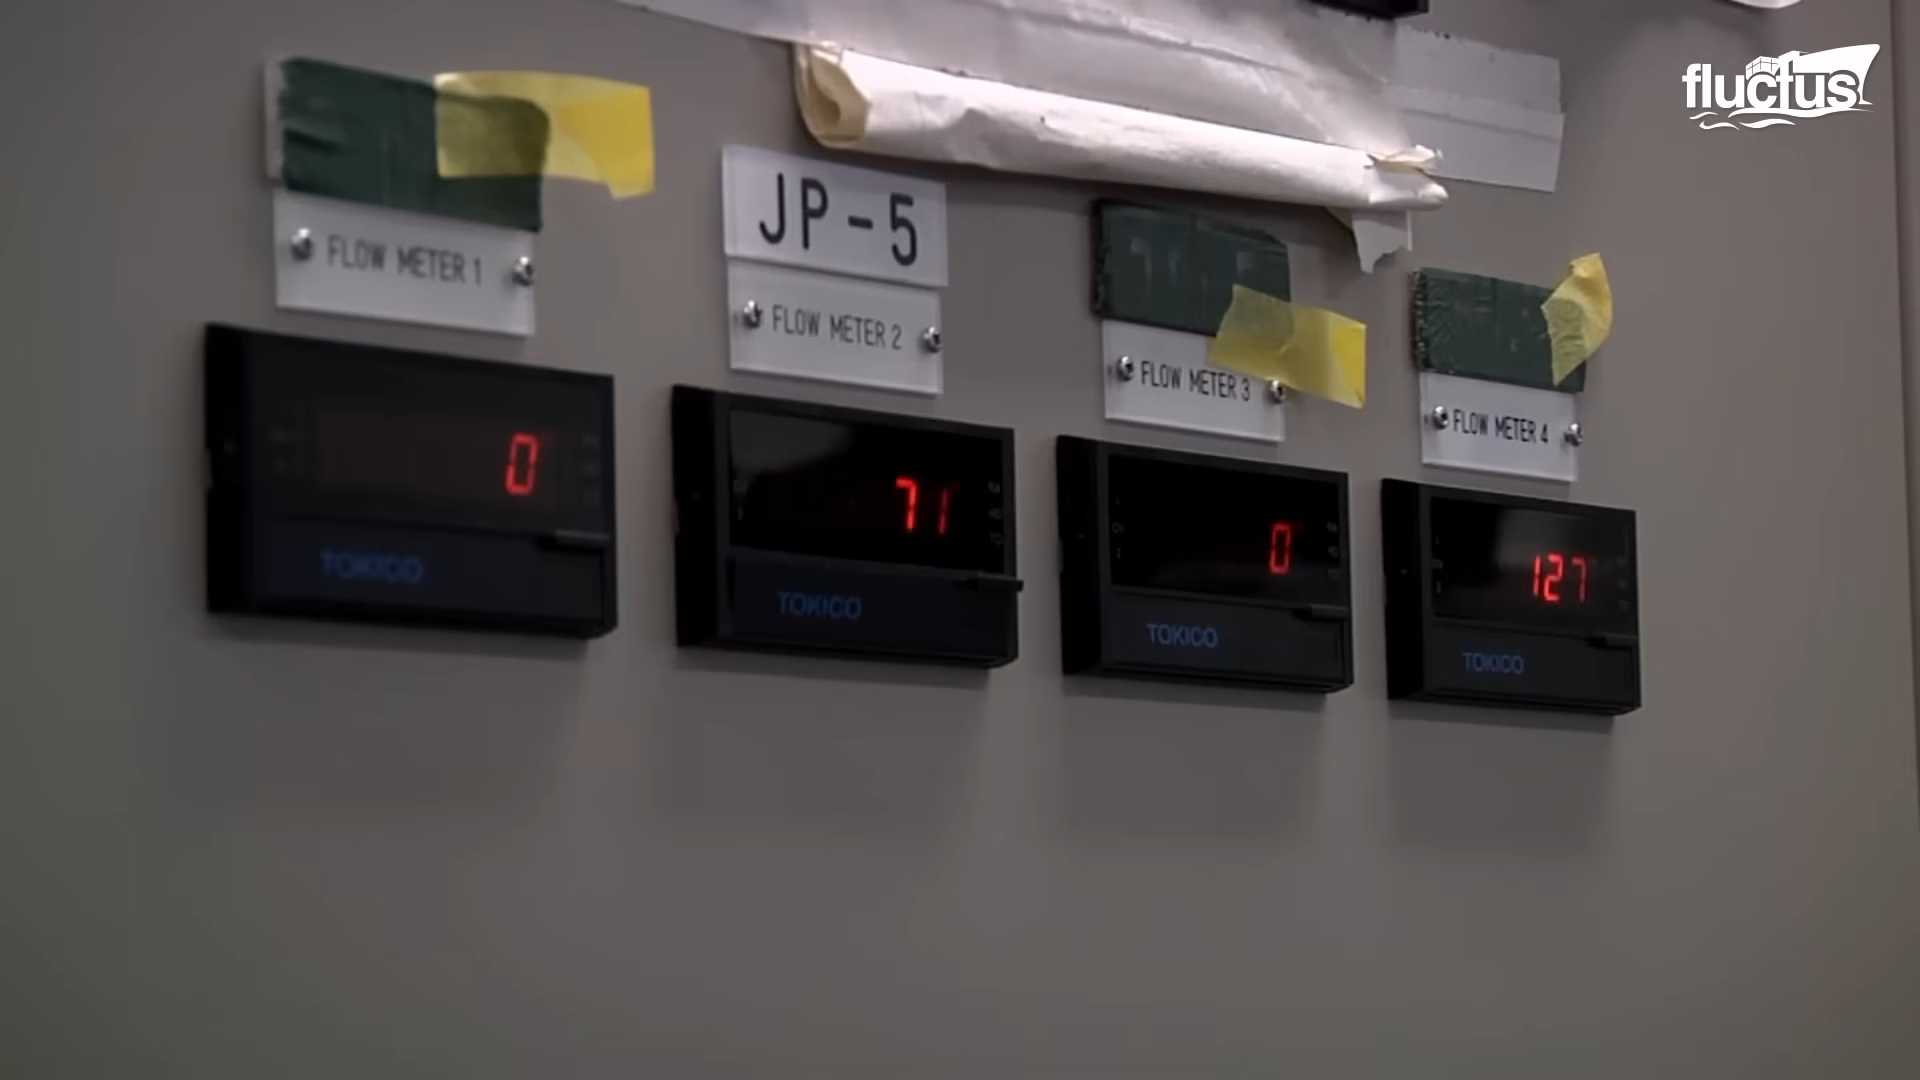 fluctus
JP-5
FLOW METER 1
FLOW METER 2
FLOW METER 3
FLOW METER 4
0
71
0
127
TOKICO
TOKICO
TOKICO
TOKICO